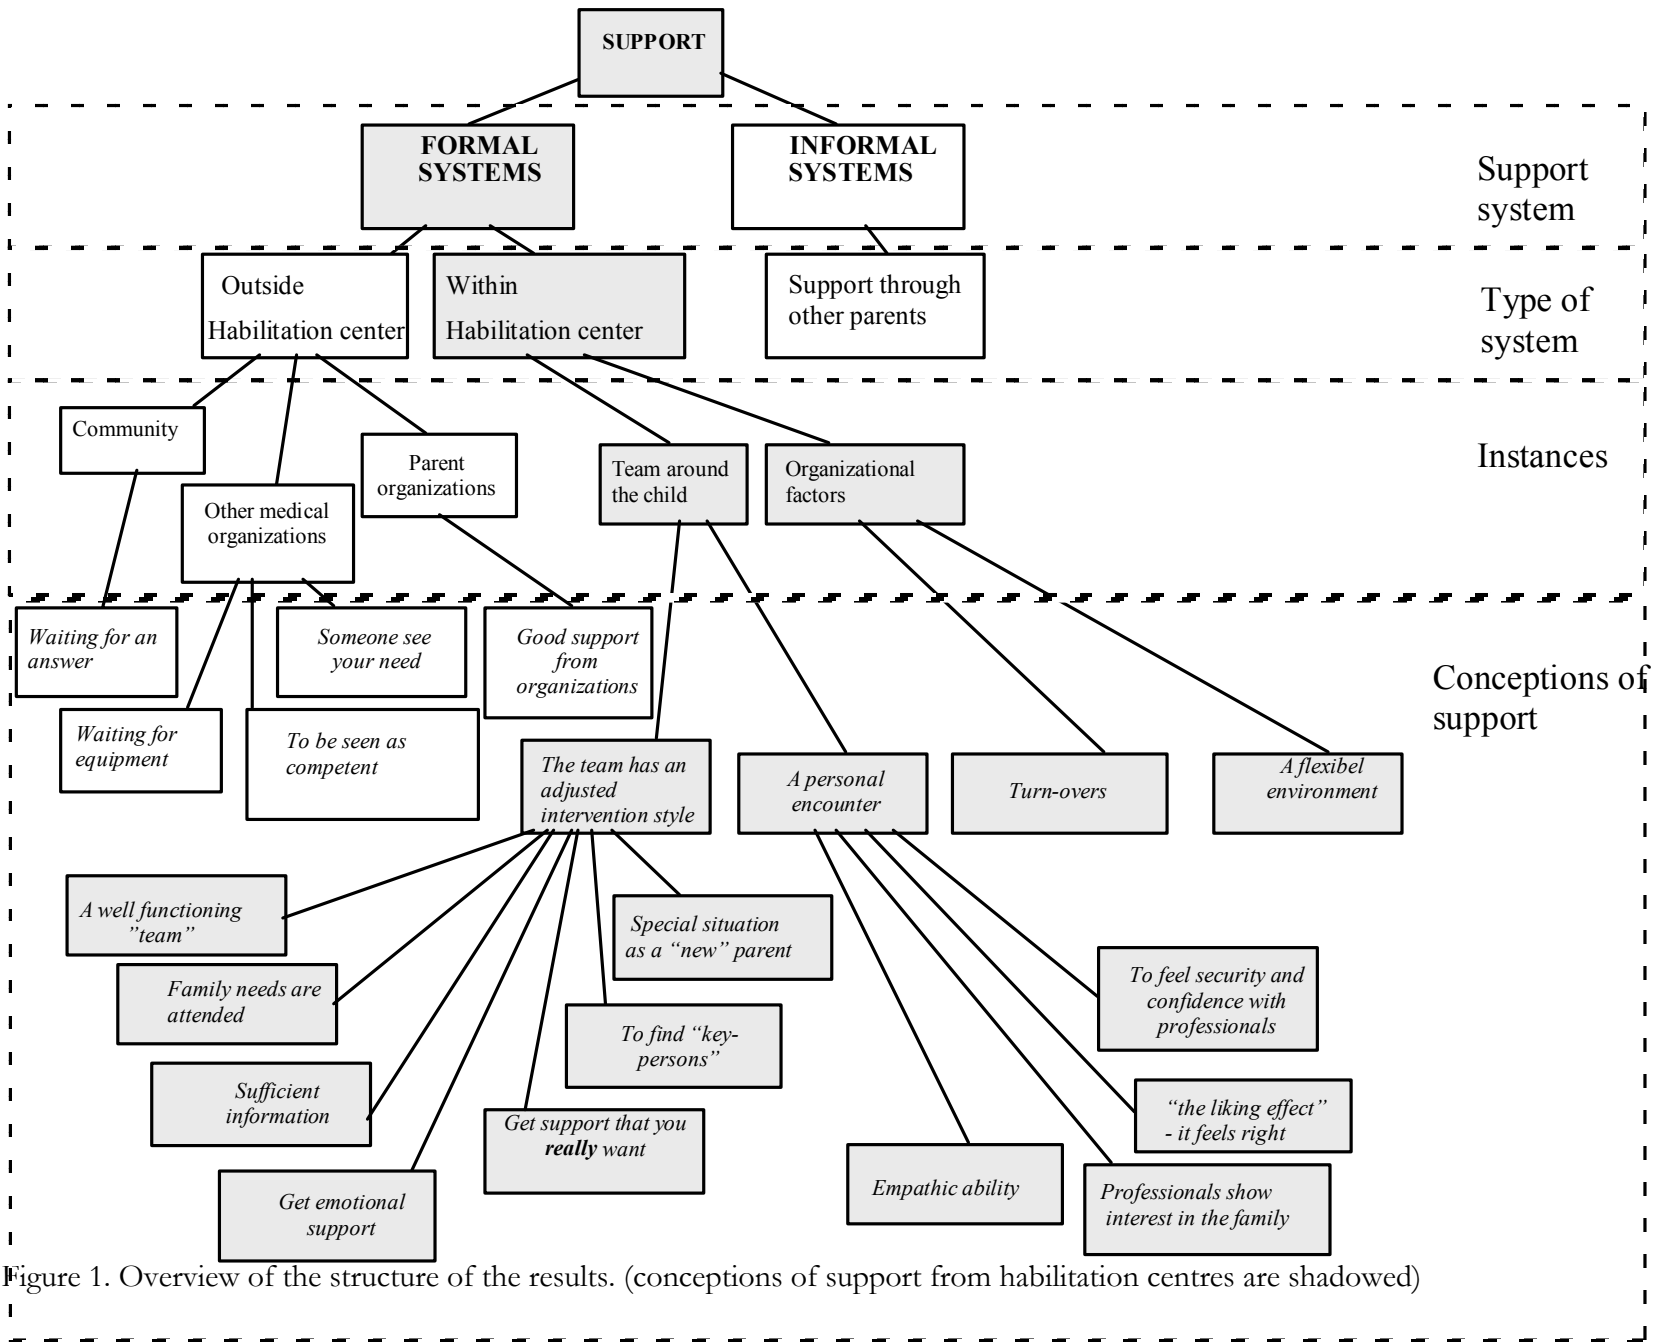 SUPPORT
FORMAL
SYSTEMS
INFORMAL
SYSTEMS
Support
system
Outside
Habilitation center
Within
Habilitation center
Support through
other parents
Type of
system
Community
Other medical
organizations
Parent
organizations
Team around
the child
Organizational
factors
Instances
Waiting for an
answer
Someone see
your need
Good support
from
organizations
Conceptions of
support
Waiting for
equipment
To be seen as
competent
The team has an
adjusted
intervention style
A personal
encounter
Turn-overs
A flexibel
environment
A well functioning
”team”
Special situation
as a “new” parent
Family needs are
attended
To feel security and
confidence with
professionals
To find “key-
persons”
Sufficient
information
“the liking effect”
- it feels right
Get support that you
really want
Empathic ability
Professionals show
interest in the family
Get emotional
support
Figure 1. Overview of the structure of the results. (conceptions of support from habilitation centres are shadowed)